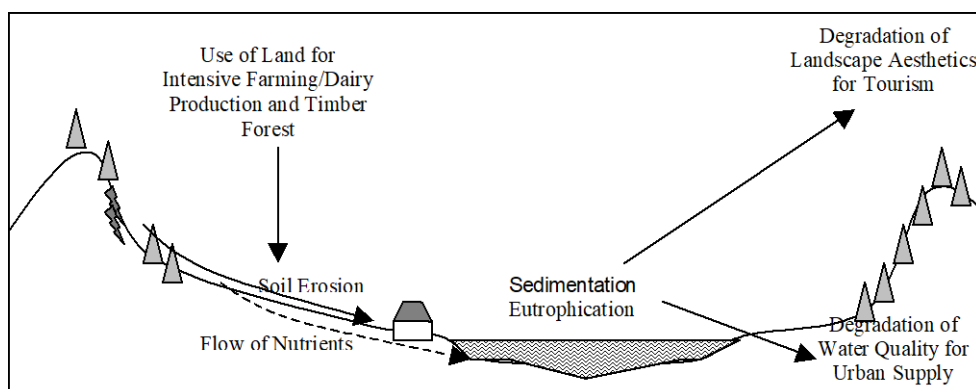 Use of Land for
Intensive Farming/Dairy
Production and Timber
Forest
Degradation of
Landscape Aesthetics
for Tourism
Soil Erosion
Flow of Nutrients
Sedimentation
Eutrophication
Degradation of
Water Quality for
Urban Supply